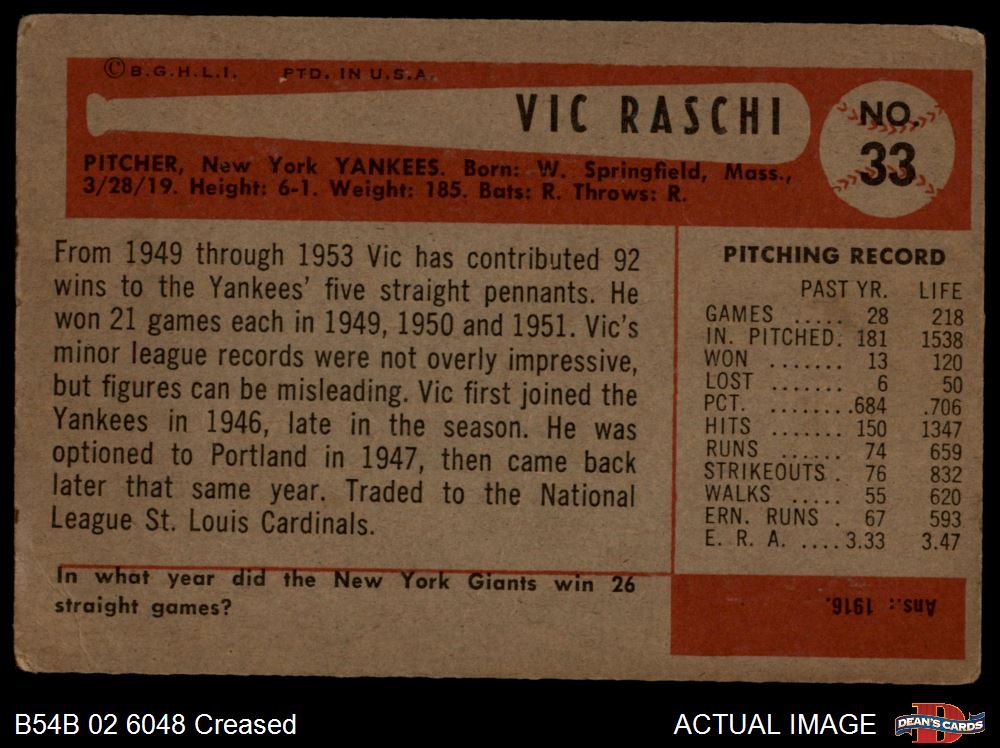 © B.G.H.L.I. PTD. IN U.S.A.
VIC RASCHI
NO.
33
PITCHER, New York YANKEES. Born: W. Springfield, Mass.,
3/28/19. Height: 6-1. Weight: 185. Bats: R. Throws: R.
From 1949 through 1953 Vic has contributed 92
wins to the Yankees' five straight pennants. He
won 21 games each in 1949, 1950 and 1951. Vic's
minor league records were not overly impressive,
but figures can be misleading. Vic first joined the
Yankees in 1946, late in the season. He was
optioned to Portland in 1947, then came back
later that same year. Traded to the National
League St. Louis Cardinals.
PITCHING RECORD
PAST YR. LIFE
GAMES ..... 28 218
IN. PITCHED. 181 1538
WON ....... 13 120
LOST ....... 6 50
PCT. ........ .684 .706
HITS ....... 150 1347
RUNS ...... 74 659
STRIKEOUTS . 76 832
WALKS ..... 55 620
ERN. RUNS . 67 593
E. R. A. .... 3.33 3.47
In what year did the New York Giants win 26
straight games?
Ans.: 1916.
B54B 02 6048 Creased
ACTUAL IMAGE
DEAN'S CARDS